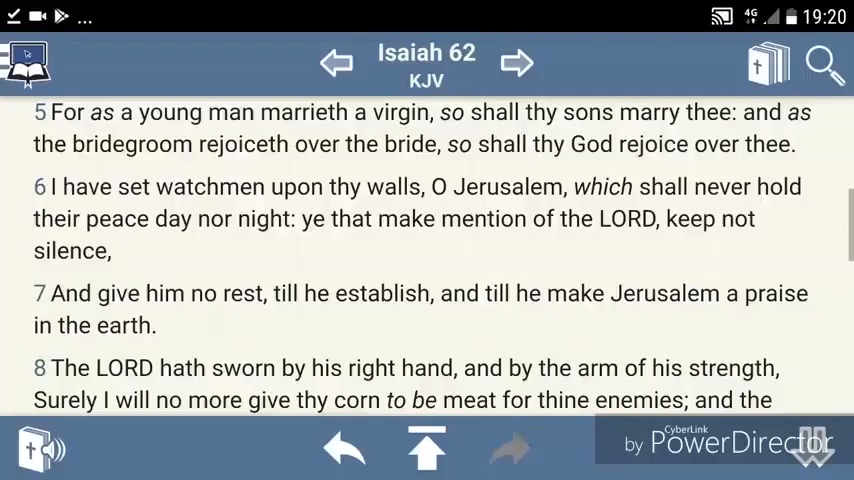 ... 4G 19:20
Isaiah 62
KJV
5 For as a young man marrieth a virgin, so shall thy sons marry thee: and as
the bridegroom rejoiceth over the bride, so shall thy God rejoice over thee.
6 I have set watchmen upon thy walls, O Jerusalem, which shall never hold
their peace day nor night: ye that make mention of the LORD, keep not
silence,
7 And give him no rest, till he establish, and till he make Jerusalem a praise
in the earth.
8 The LORD hath sworn by his right hand, and by the arm of his strength,
Surely I will no more give thy corn to be meat for thine enemies; and the
CyberLink
by PowerDirector